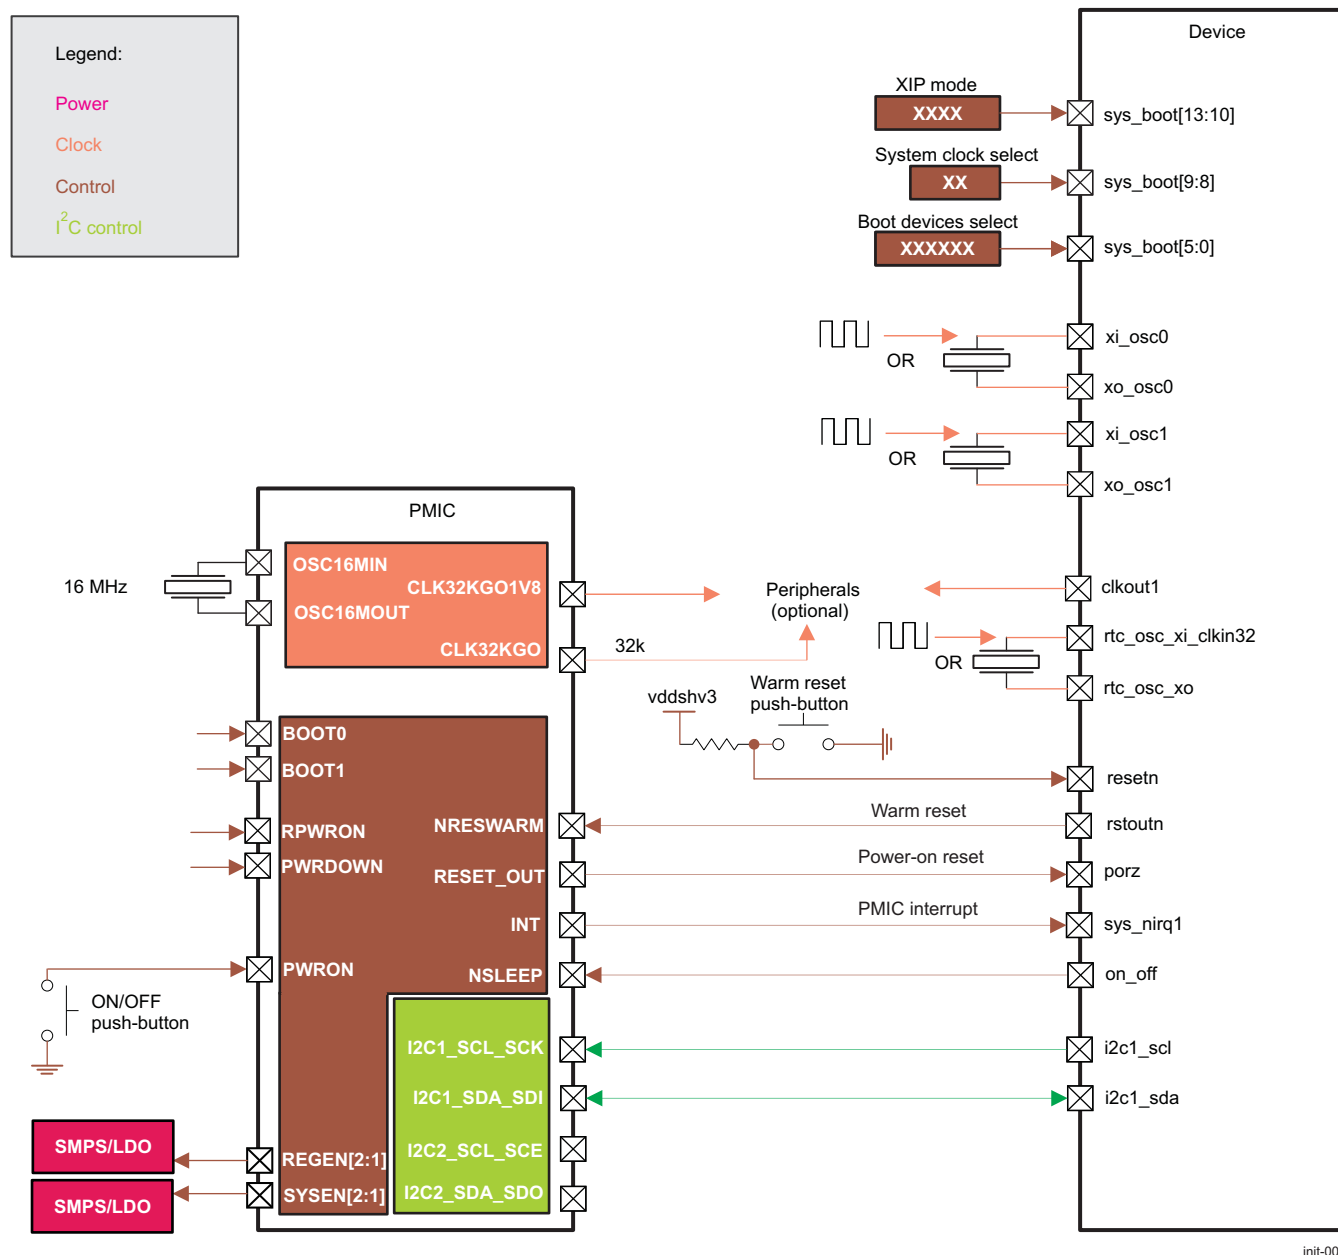 Legend:
Power
Clock
Control
I2C control
Device
XIP mode
XXXX
sys_boot[13:10]
System clock select
XX
sys_boot[9:8]
Boot devices select
XXXXXX
sys_boot[5:0]
xi_osc0
OR
xo_osc0
xi_osc1
OR
xo_osc1
PMIC
16 MHz
OSC16MIN
CLK32KGO1V8
OSC16MOUT
CLK32KGO
32k
Peripherals
(optional)
clkout1
rtc_osc_xi_clkin32
OR
rtc_osc_xo
vddshv3
Warm reset
push-button
BOOT0
BOOT1
resetn
RPWRON
NRESWARM
Warm reset
rstoutn
PWRDOWN
RESET_OUT
Power-on reset
porz
INT
PMIC interrupt
sys_nirq1
PWRON
NSLEEP
on_off
ON/OFF
push-button
I2C1_SCL_SCK
i2c1_scl
I2C1_SDA_SDI
i2c1_sda
SMPS/LDO
REGEN[2:1]
I2C2_SCL_SCE
SMPS/LDO
SYSEN[2:1]
I2C2_SDA_SDO
init-00